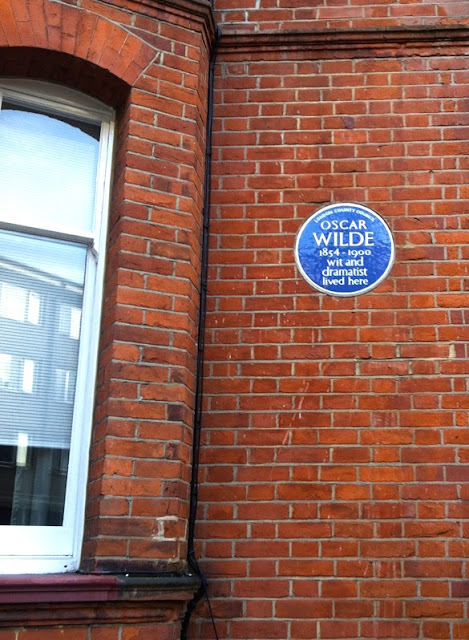 LONDON COUNTY COUNCIL
OSCAR
WILDE
1854-1900
wit and
dramatist
lived here